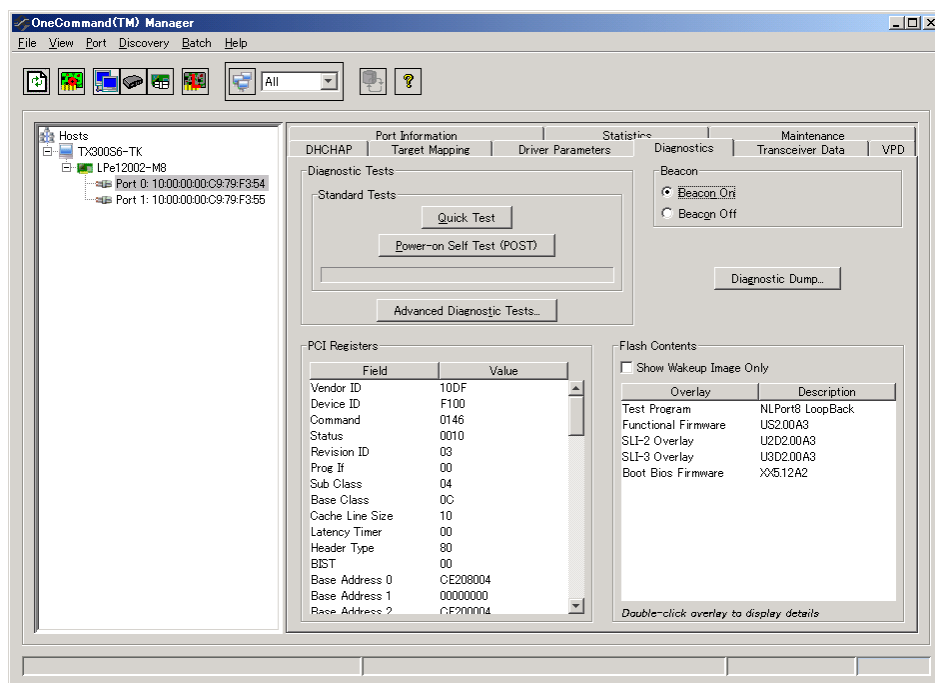 OneCommand(TM) Manager
File View Port Discovery Batch Help
All
Hosts
TX300S6-TK
LPe12002-M8
Port 0: 10:00:00:00:C9:79:F3:54
Port 1: 10:00:00:00:C9:79:F3:55
Port Information Statistics Maintenance
DHCHAP Target Mapping Driver Parameters Diagnostics Transceiver Data VPD
Diagnostic Tests
Standard Tests
Quick Test
Power-on Self Test (POST)
Advanced Diagnostic Tests...
Beacon
Beacon On
Beacon Off
Diagnostic Dump...
PCI Registers
Field Value
Vendor ID 10DF
Device ID F100
Command 0146
Status 0010
Revision ID 03
Prog If 00
Sub Class 04
Base Class 0C
Cache Line Size 10
Latency Timer 00
Header Type 80
BIST 00
Base Address 0 CE208004
Base Address 1 00000000
Base Address 2 CE200004
Flash Contents
Show Wakeup Image Only
Overlay Description
Test Program NLPort8 LoopBack
Functional Firmware US2.00A3
SLI-2 Overlay U2D2.00A3
SLI-3 Overlay U3D2.00A3
Boot Bios Firmware XX5.12A2
Double-click overlay to display details